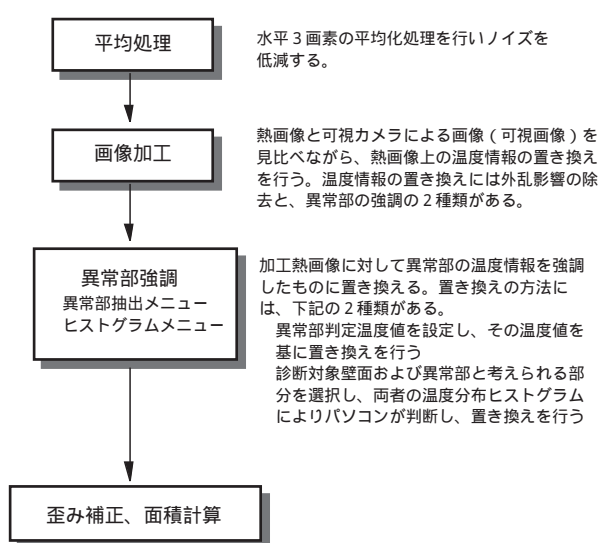 平均処理
水平３画素の平均化処理を行いノイズを
低減する。
画像加工
熱画像と可視カメラによる画像（可視画像）を
見比べながら、熱画像上の温度情報の置き換え
を行う。温度情報の置き換えには外乱影響の除
去と、異常部の強調の２種類がある。
異常部強調
異常部抽出メニュー
ヒストグラムメニュー
加工熱画像に対して異常部の温度情報を強調
したものに置き換える。置き換えの方法に
は、下記の２種類がある。
異常部判定温度値を設定し、その温度値を
基に置き換えを行う
診断対象壁面および異常部と考えられる部
分を選択し、両者の温度分布ヒストグラム
によりパソコンが判断し、置き換えを行う
歪み補正、面積計算